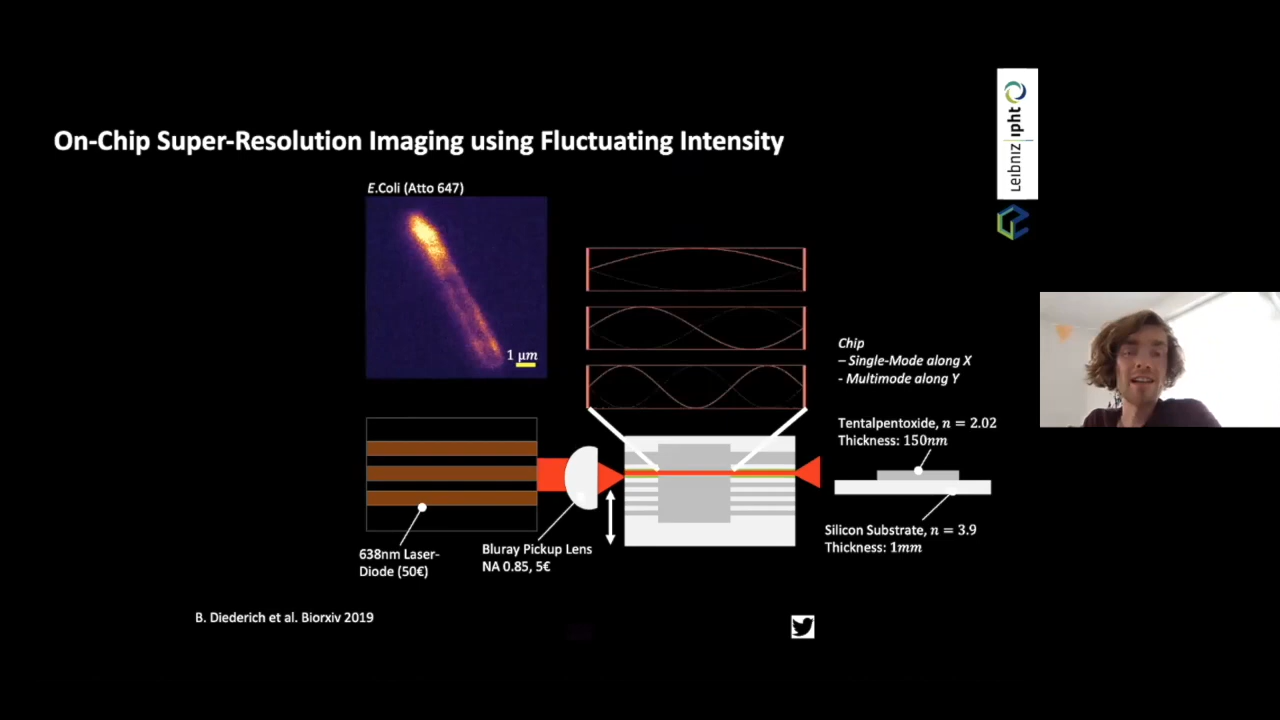 On-Chip Super-Resolution Imaging using Fluctuating Intensity
Leibniz ipht
E.Coli (Atto 647)
1 μm
Chip
– Single-Mode along X
- Multimode along Y
Tentalpentoxide, n = 2.02
Thickness: 150nm
Silicon Substrate, n = 3.9
Thickness: 1mm
638nm Laser-
Diode (50€)
Bluray Pickup Lens
NA 0.85, 5€
B. Diederich et al. Biorxiv 2019